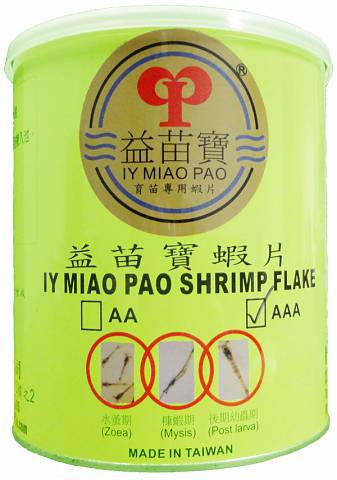 ®
益苗寶
IY MIAO PAO
育苗專用蝦片
益苗寶蝦片
IY MIAO PAO SHRIMP FLAKE
AA
AAA
水蚤期
(Zoea)
糠蝦期
(Mysis)
後期幼蟲期
(Post larva)
MADE IN TAIWAN